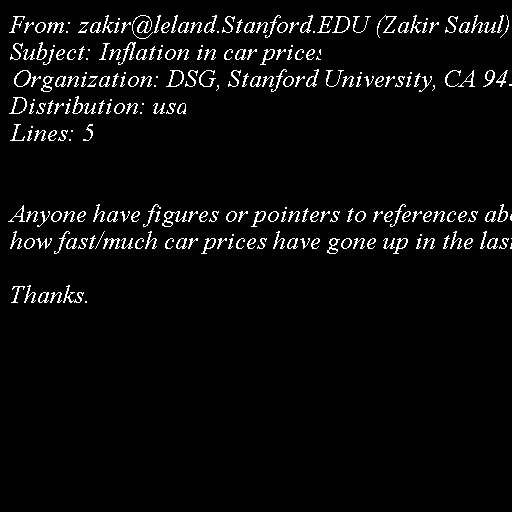 From: zakir@leland.Stanford.EDU (Zakir Sahul)
Subject: Inflation in car prices
Organization: DSG, Stanford University, CA 94
Distribution: usa
Lines: 5
Anyone have figures or pointers to references
how fast/much car prices have gone up in the last
Thanks.